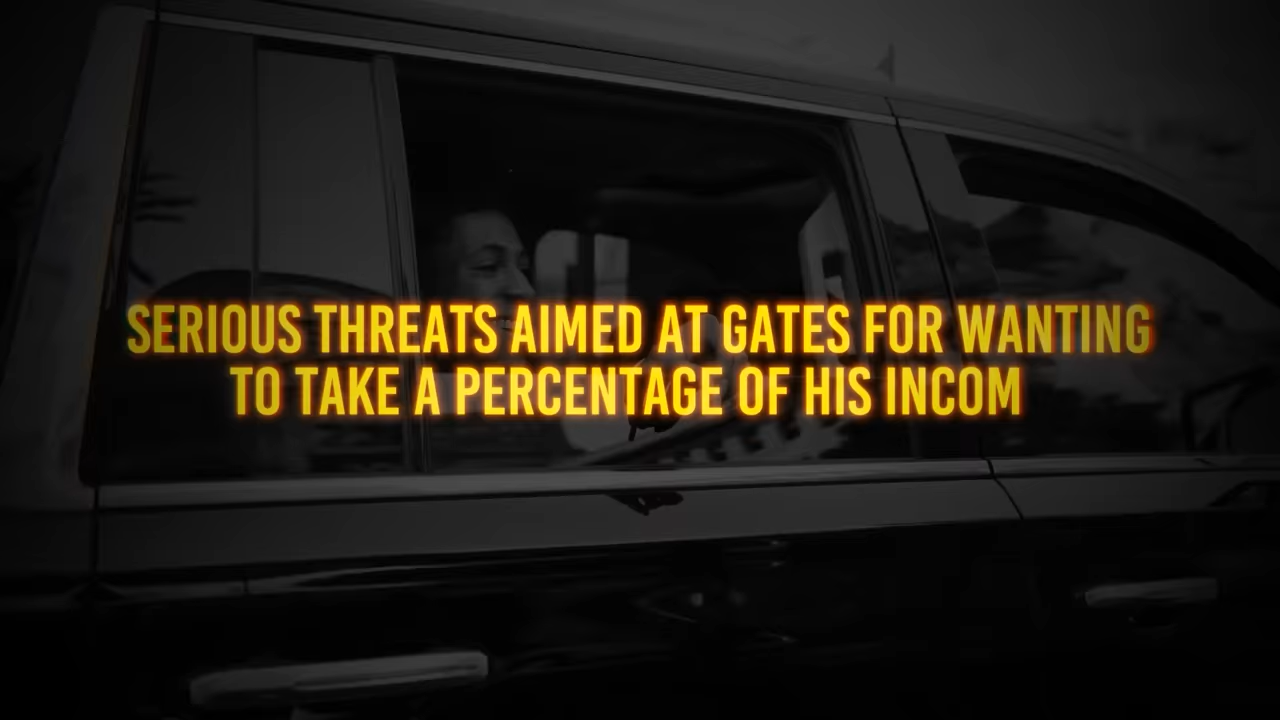 SERIOUS THREATS AIMED AT GATES FOR WANTING
TO TAKE A PERCENTAGE OF HIS INCOM